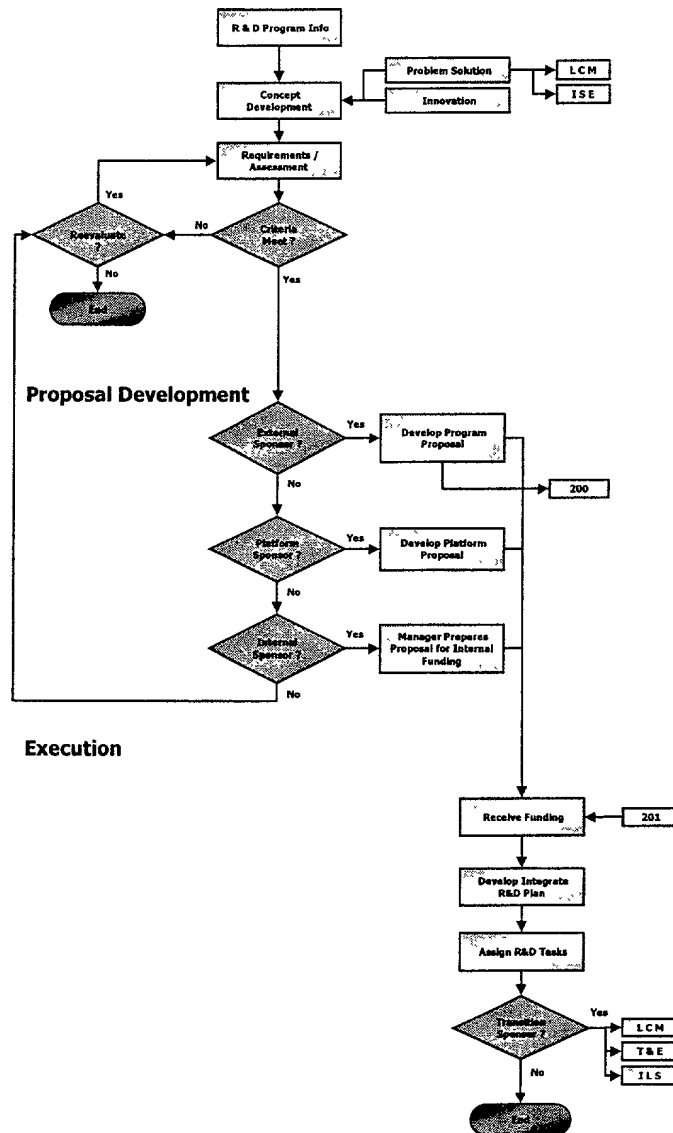 R & D Program Info
Problem Solution
LCM
Concept
Development
Innovation
ISE
Requirements /
Assessment
Yes
Reevaluate
?
No
Criteria
Meet ?
No
Yes
End
Proposal Development
External
Sponsor ?
Yes
Develop Program
Proposal
No
200
Platform
Sponsor ?
Yes
Develop Platform
Proposal
No
Internal
Sponsor ?
Yes
Manager Prepares
Proposal for Internal
Funding
No
Execution
Receive Funding
201
Develop Integrate
R&D Plan
Assign R&D Tasks
Transition
Sponsor ?
Yes
LCM
T&E
ILS
No
End